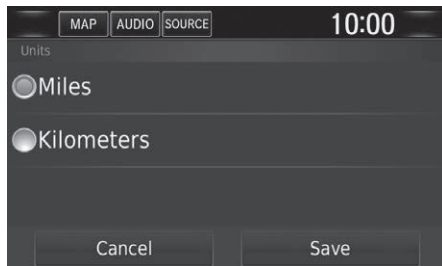 MAP AUDIO SOURCE 10:00
Units
Miles
Kilometers
Cancel Save